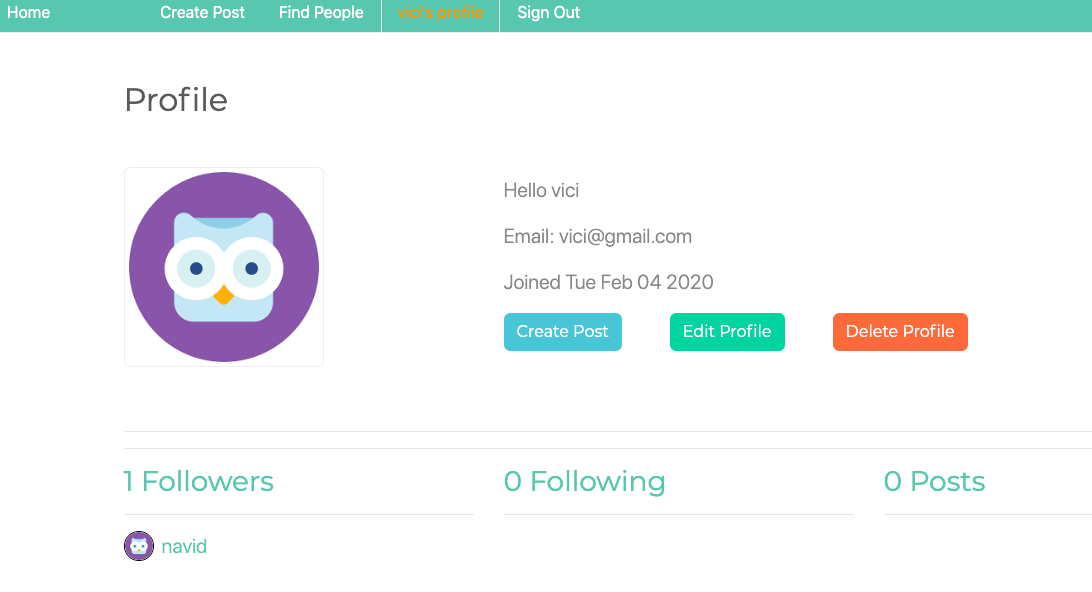 Home Create Post Find People vici's profile Sign Out
Profile
Hello vici
Email: vici@gmail.com
Joined Tue Feb 04 2020
Create Post Edit Profile Delete Profile
1 Followers 0 Following 0 Posts
navid